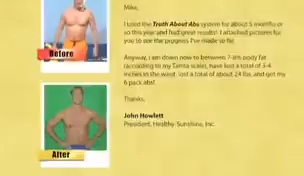 Mike,
I used the Truth About Abs system for about 5 months or
so this year and had great results! I attached pictures for
you to see the progress I've made so far.
Before
Anyway, I am down now to between 7-8% body fat
(according to my Tanita scale), have lost a total of 3-4
inches in the waist, lost a total of about 24 lbs, and got my
6 pack abs!
Thanks,
John Howlett
President, Healthy Sunshine, Inc.
After